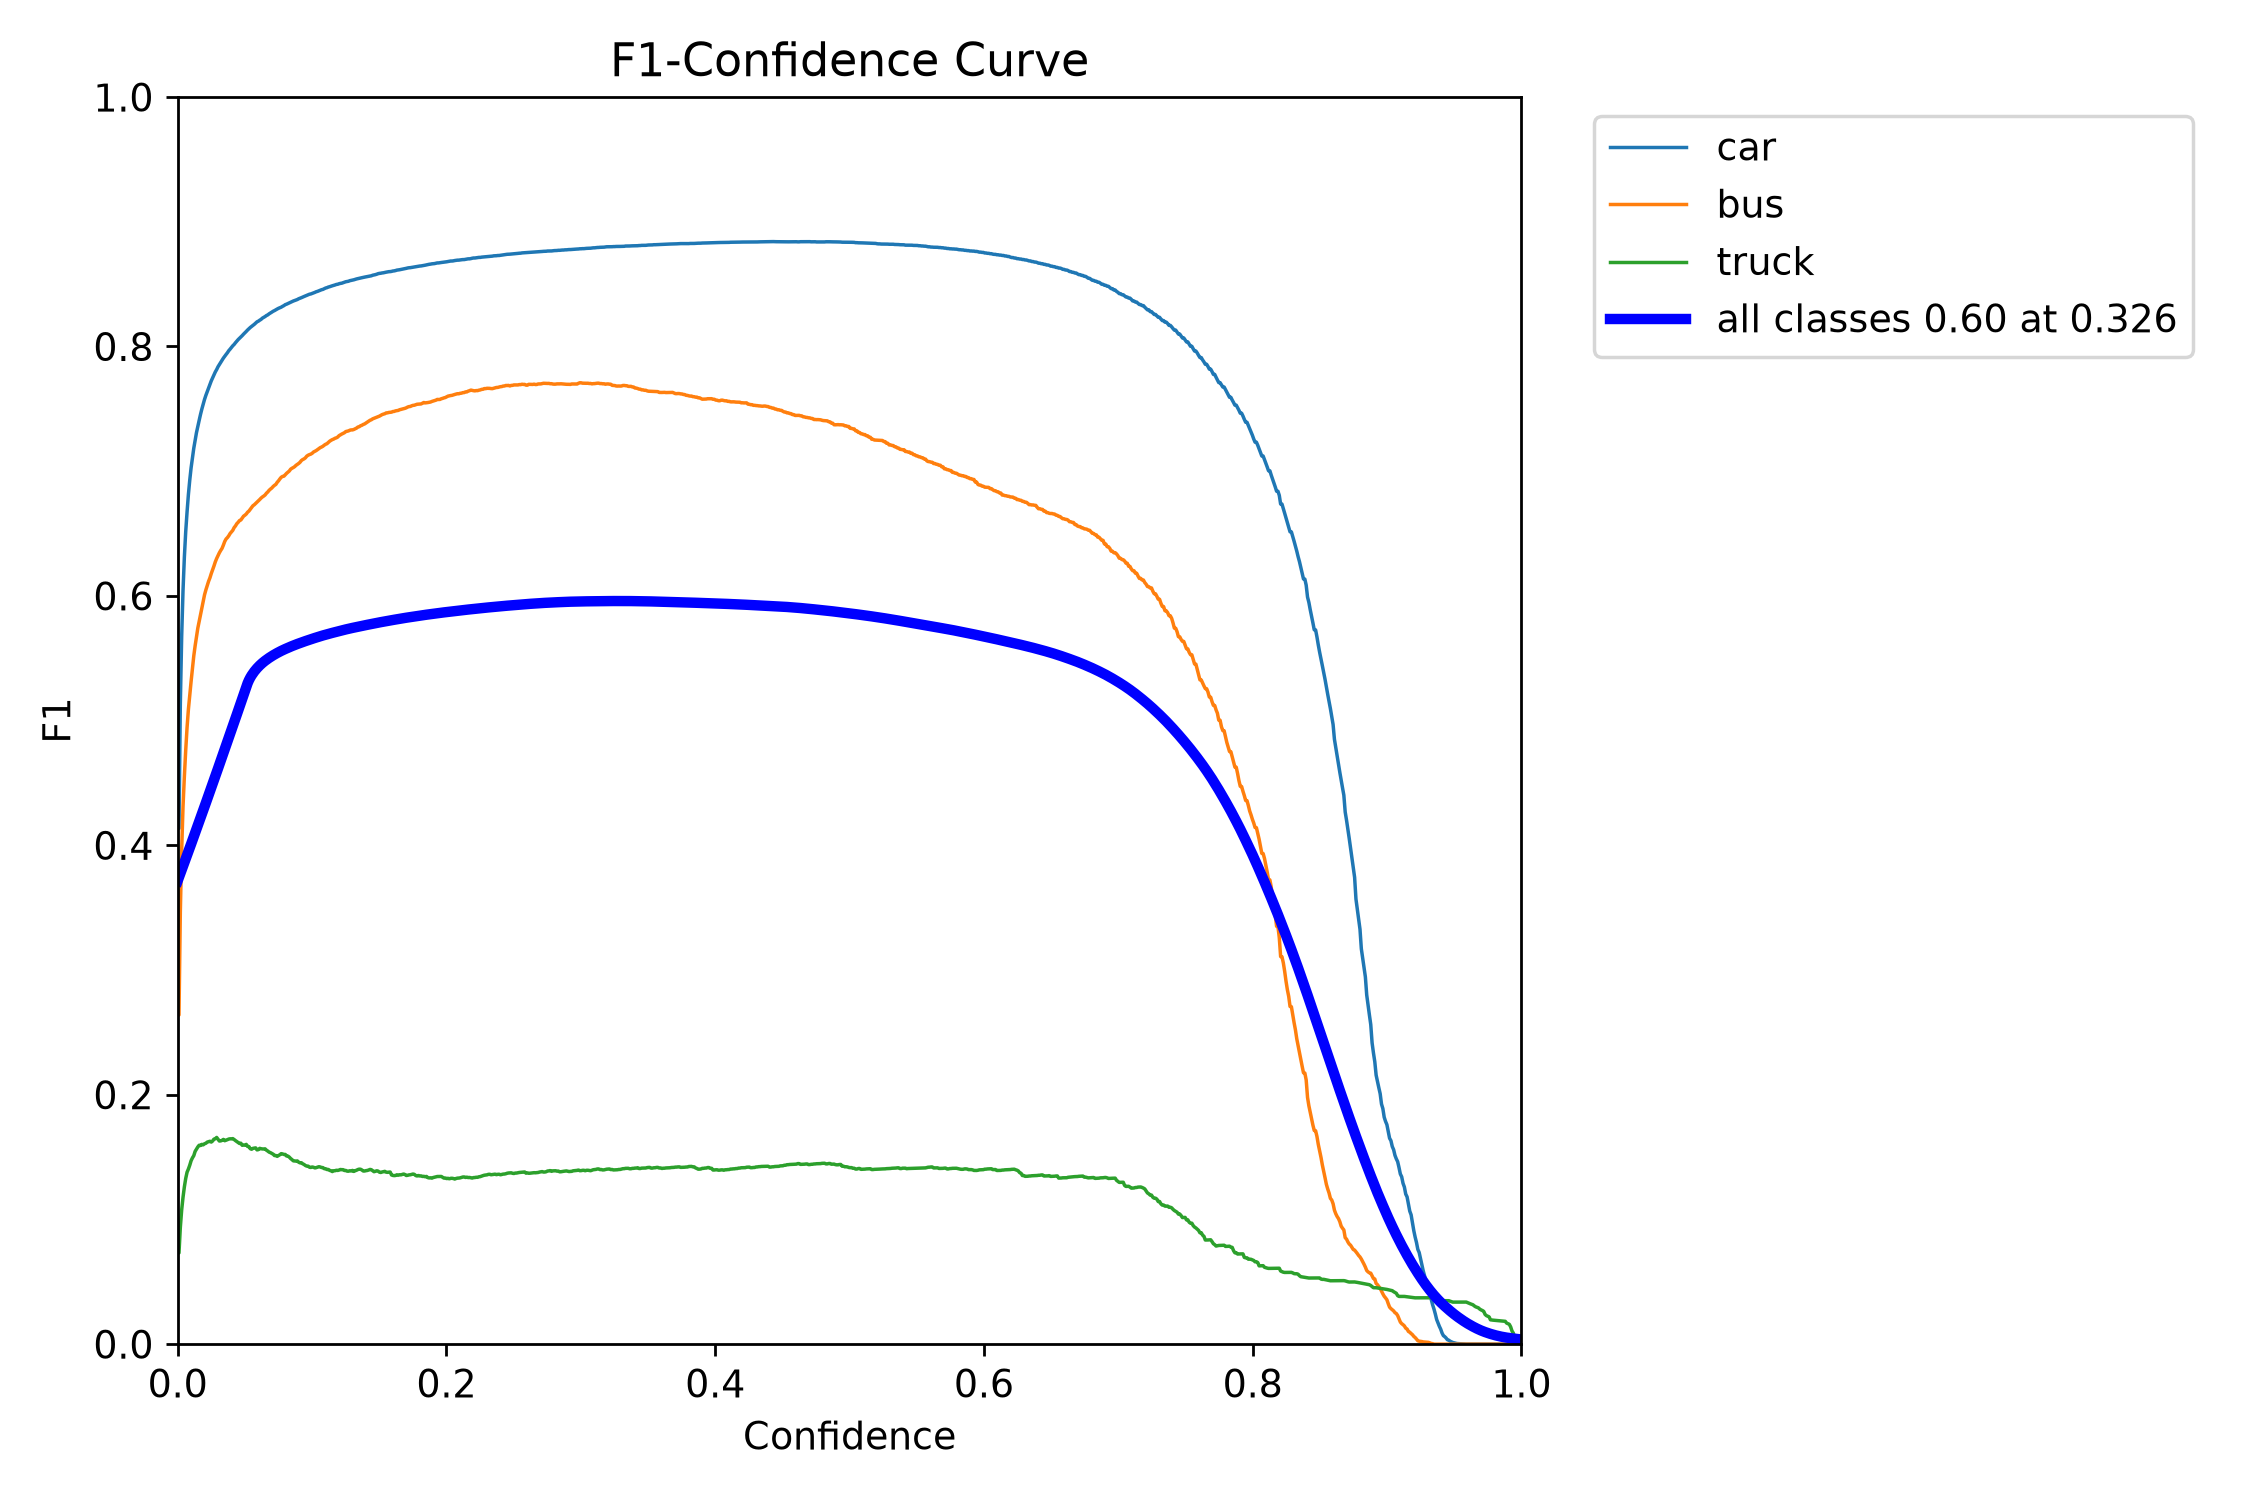 F1-Confidence Curve
1.0
0.8
0.6
0.4
0.2
0.0
F1
0.0 0.2 0.4 0.6 0.8 1.0
Confidence
car
bus
truck
all classes 0.60 at 0.326